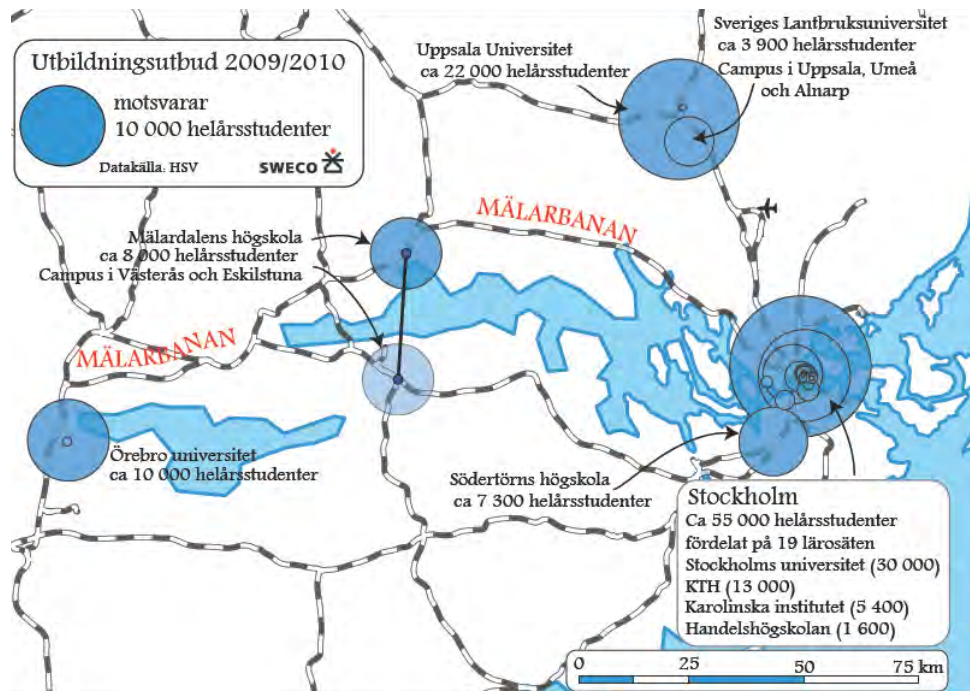 Utbildningsutbud 2009/2010
motsvarar
10 000 helårsstudenter
Datakälla: HSV
SWECO
Uppsala Universitet
ca 22 000 helårsstudenter
Sveriges Lantbruksuniversitet
ca 3 900 helårsstudenter
Campus i Uppsala, Umeå
och Alnarp
MÄLARBANAN
Mälardalens högskola
ca 8 000 helårsstudenter
Campus i Västerås och Eskilstuna
MÄLARBANAN
Örebro universitet
ca 10 000 helårsstudenter
Södertörns högskola
ca 7 300 helårsstudenter
Stockholm
Ca 55 000 helårsstudenter
fördelat på 19 lärosäten
Stockholms universitet (30 000)
KTH (13 000)
Karolinska institutet (5 400)
Handelshögskolan (1 600)
0 25 50 75 km